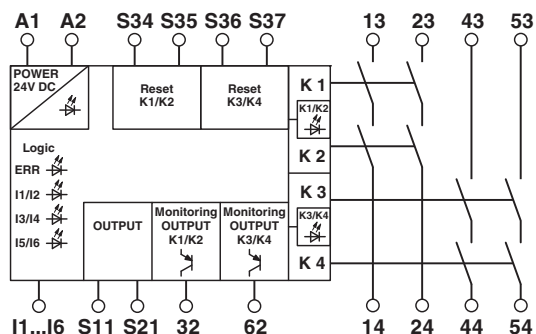 A1 A2 S34 S35 S36 S37 13 23 43 53
POWER
24V DC
Reset
K1/K2
Reset
K3/K4
K 1
K1/K2
K 2
Logic
ERR
I1/I2
I3/I4
I5/I6
OUTPUT
Monitoring
OUTPUT
K1/K2
Monitoring
OUTPUT
K3/K4
K 3
K3/K4
K 4
I1...I6 S11 S21 32 62 14 24 44 54